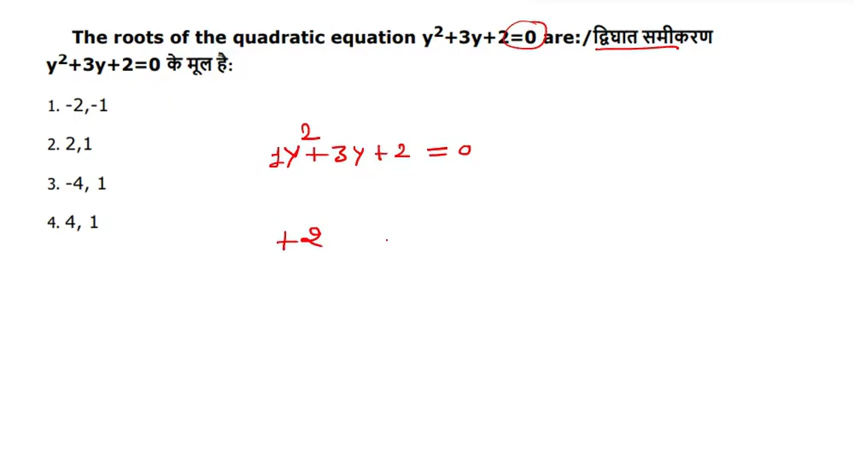 The roots of the quadratic equation y²+3y+2=0 are:/द्विघात समीकरण
y²+3y+2=0 के मूल है:
1. -2,-1
2. 2,1
3. -4, 1
4. 4, 1
1y²+3y+2 = 0
+2